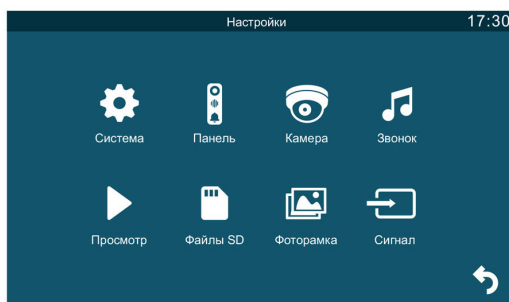 Настройки 17:30
Система Панель Камера Звонок
Просмотр Файлы SD Фоторамка Сигнал